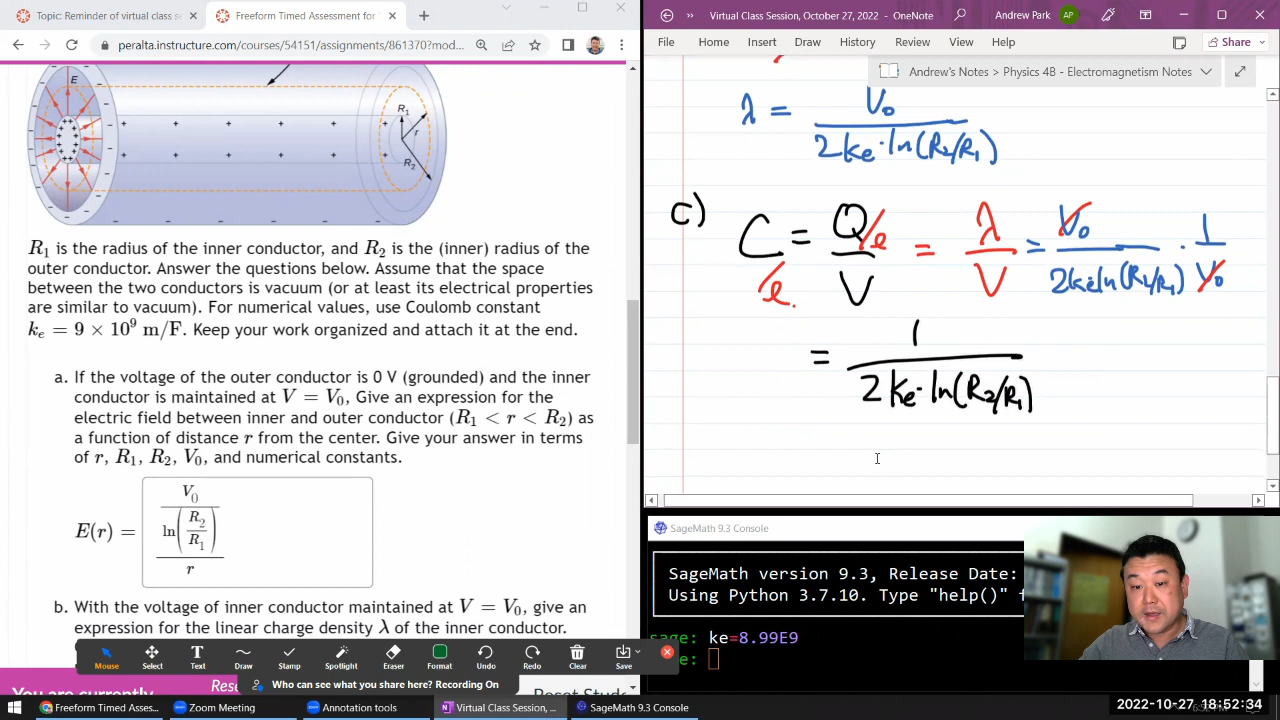 Topic: Reminder of virtual class s
Freeform Timed Assessment for
peralta.instructure.com/courses/54151/assignments/861370?mod...
E
R₁
r
R₂
R₁ is the radius of the inner conductor, and R₂ is the (inner) radius of the
outer conductor. Answer the questions below. Assume that the space
between the two conductors is vacuum (or at least its electrical properties
are similar to vacuum). For numerical values, use Coulomb constant
kₑ = 9 × 10⁹ m/F. Keep your work organized and attach it at the end.
a. If the voltage of the outer conductor is 0 V (grounded) and the inner
conductor is maintained at V = V₀, Give an expression for the
electric field between inner and outer conductor (R₁ < r < R₂) as
a function of distance r from the center. Give your answer in terms
of r, R₁, R₂, V₀, and numerical constants.
E(r) = V₀ / ln(R₂/R₁) / r
b. With the voltage of inner conductor maintained at V = V₀, give an
expression for the linear charge density λ of the inner conductor.
Mouse Select Text Draw Stamp Spotlight Eraser Format Undo Redo Clear Save
Who can see what you share here? Recording On
You are currently
Rese
Reset Stude
Virtual Class Session, October 27, 2022 - OneNote
Andrew Park AP
File Home Insert Draw History Review View Help Share
Andrew's Notes > Physics 4B - Electromagnetism Notes
λ = V₀ / 2kₑ·ln(R₂/R₁)
c) C/ℓ = Q/ℓ / V = λ / V = V₀ / 2kₑln(R₂/R₁) · 1 / V₀
= 1 / 2kₑ·ln(R₂/R₁)
SageMath 9.3 Console
SageMath version 9.3, Release Date:
Using Python 3.7.10. Type "help()" f
sage: ke=8.99E9
Freeform Timed Asses...
Zoom Meeting
Annotation tools
Virtual Class Session, ...
SageMath 9.3 Console
2022-10-27 18:52:34